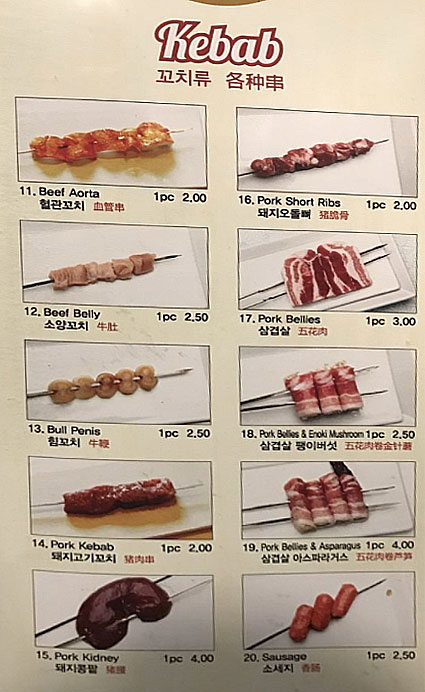 Kebab
꼬치류 各种串
11. Beef Aorta 1pc 2.00
혈관꼬치 血管串
12. Beef Belly 1pc 2.50
소양꼬치 牛肚
13. Bull Penis 1pc 2.50
힘꼬치 牛鞭
14. Pork Kebab 1pc 2.00
돼지고기꼬치 猪肉串
15. Pork Kidney 1pc 4.00
돼지콩팥 猪腰
16. Pork Short Ribs 1pc 2.00
돼지오돌뼈 猪脆骨
17. Pork Bellies 1pc 3.00
삼겹살 五花肉
18. Pork Bellies & Enoki Mushroom 1pc 2.50
삼겹살 팽이버섯 五花肉卷金针蘑
19. Pork Bellies & Asparagus 1pc 4.00
삼겹살 아스파라거스 五花肉卷芦笋
20. Sausage 1pc 2.50
소세지 香肠